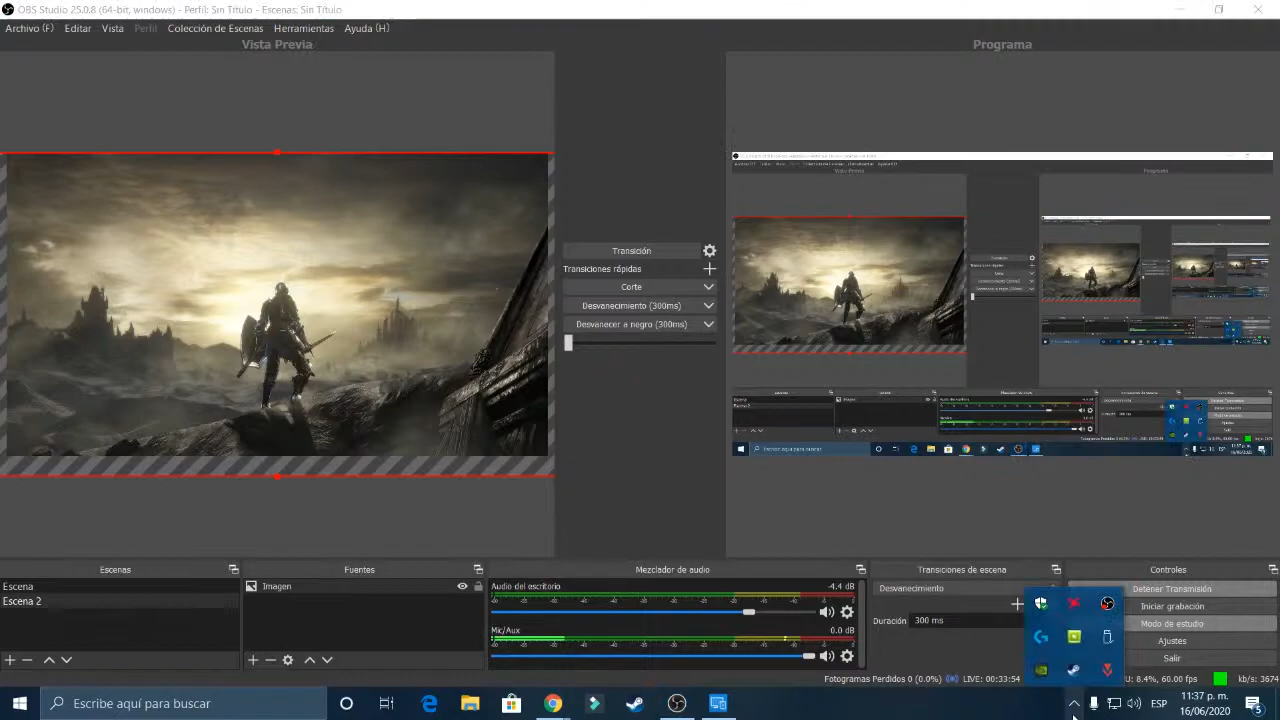 OBS Studio 25.0.8 (64-bit, windows) - Perfil: Sin Título - Escenas: Sin Título
Archivo (F) Editar Vista Perfil Colección de Escenas Herramientas Ayuda (H)
Vista Previa
Programa
Transición
Transiciones rápidas
Corte
Desvanecimiento (300ms)
Desvanecer a negro (300ms)
Escenas
Escena
Escena 2
Fuentes
Imagen
Mezclador de audio
Audio del escritorio -4.4 dB
Mic/Aux 0.0 dB
Transiciones de escena
Desvanecimiento
Duración 300 ms
Controles
Detener Transmisión
Iniciar grabación
Modo de estudio
Ajustes
Salir
Fotogramas Perdidos 0 (0.0%) LIVE: 00:33:54 U: 8.4%, 60.00 fps kb/s: 3674
Escribe aquí para buscar
ESP
11:37 p. m.
16/06/2020
5